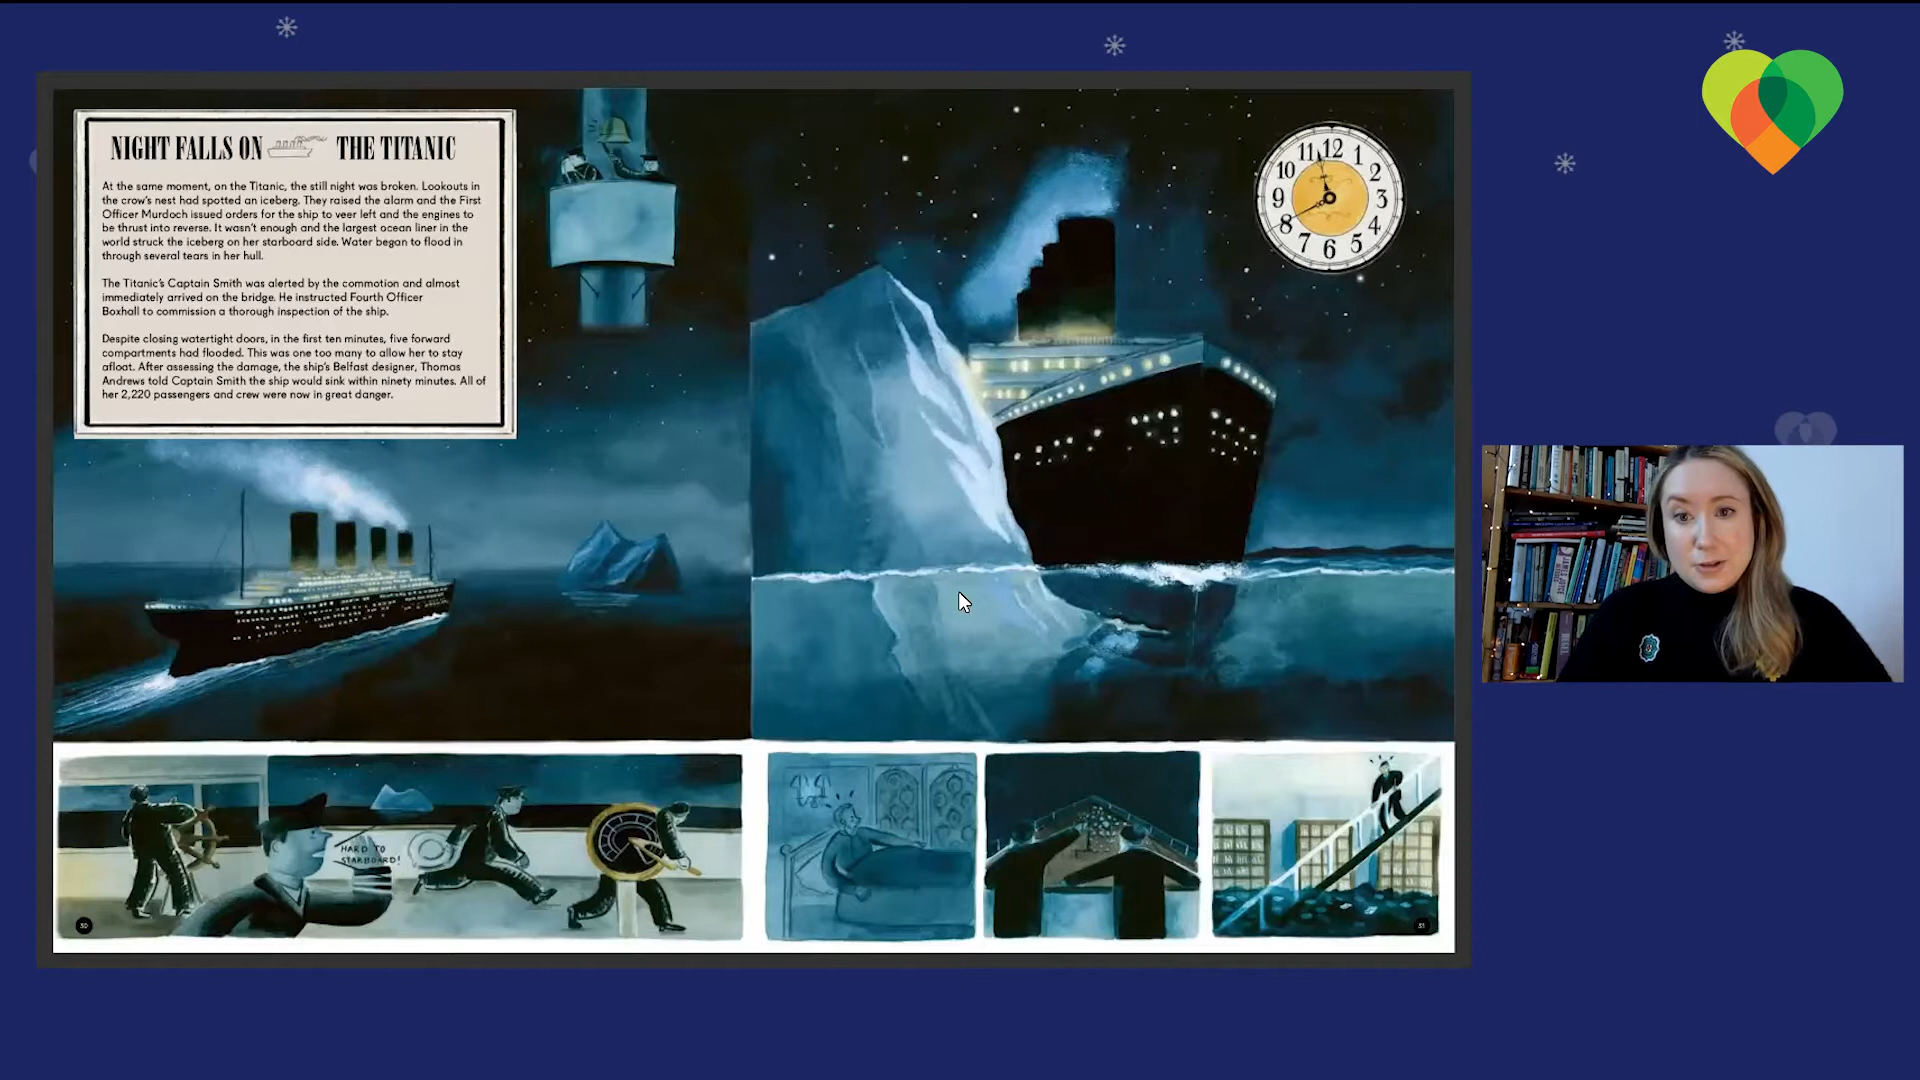 NIGHT FALLS ON THE TITANIC
At the same moment, on the Titanic, the still night was broken. Lookouts in
the crow's nest had spotted an iceberg. They raised the alarm and the First
Officer Murdoch issued orders for the ship to veer left and the engines to
be thrust into reverse. It wasn't enough and the largest ocean liner in the
world struck the iceberg on her starboard side. Water began to flood in
through several tears in her hull.
The Titanic's Captain Smith was alerted by the commotion and almost
immediately arrived on the bridge. He instructed Fourth Officer
Boxhall to commission a thorough inspection of the ship.
Despite closing watertight doors, in the first ten minutes, five forward
compartments had flooded. This was one too many to allow her to stay
afloat. After assessing the damage, the ship's Belfast designer, Thomas
Andrews told Captain Smith the ship would sink within ninety minutes. All of
her 2,220 passengers and crew were now in great danger.
12
1
2
3
4
5
6
7
8
9
10
11
HARD TO
STARBOARD!
30